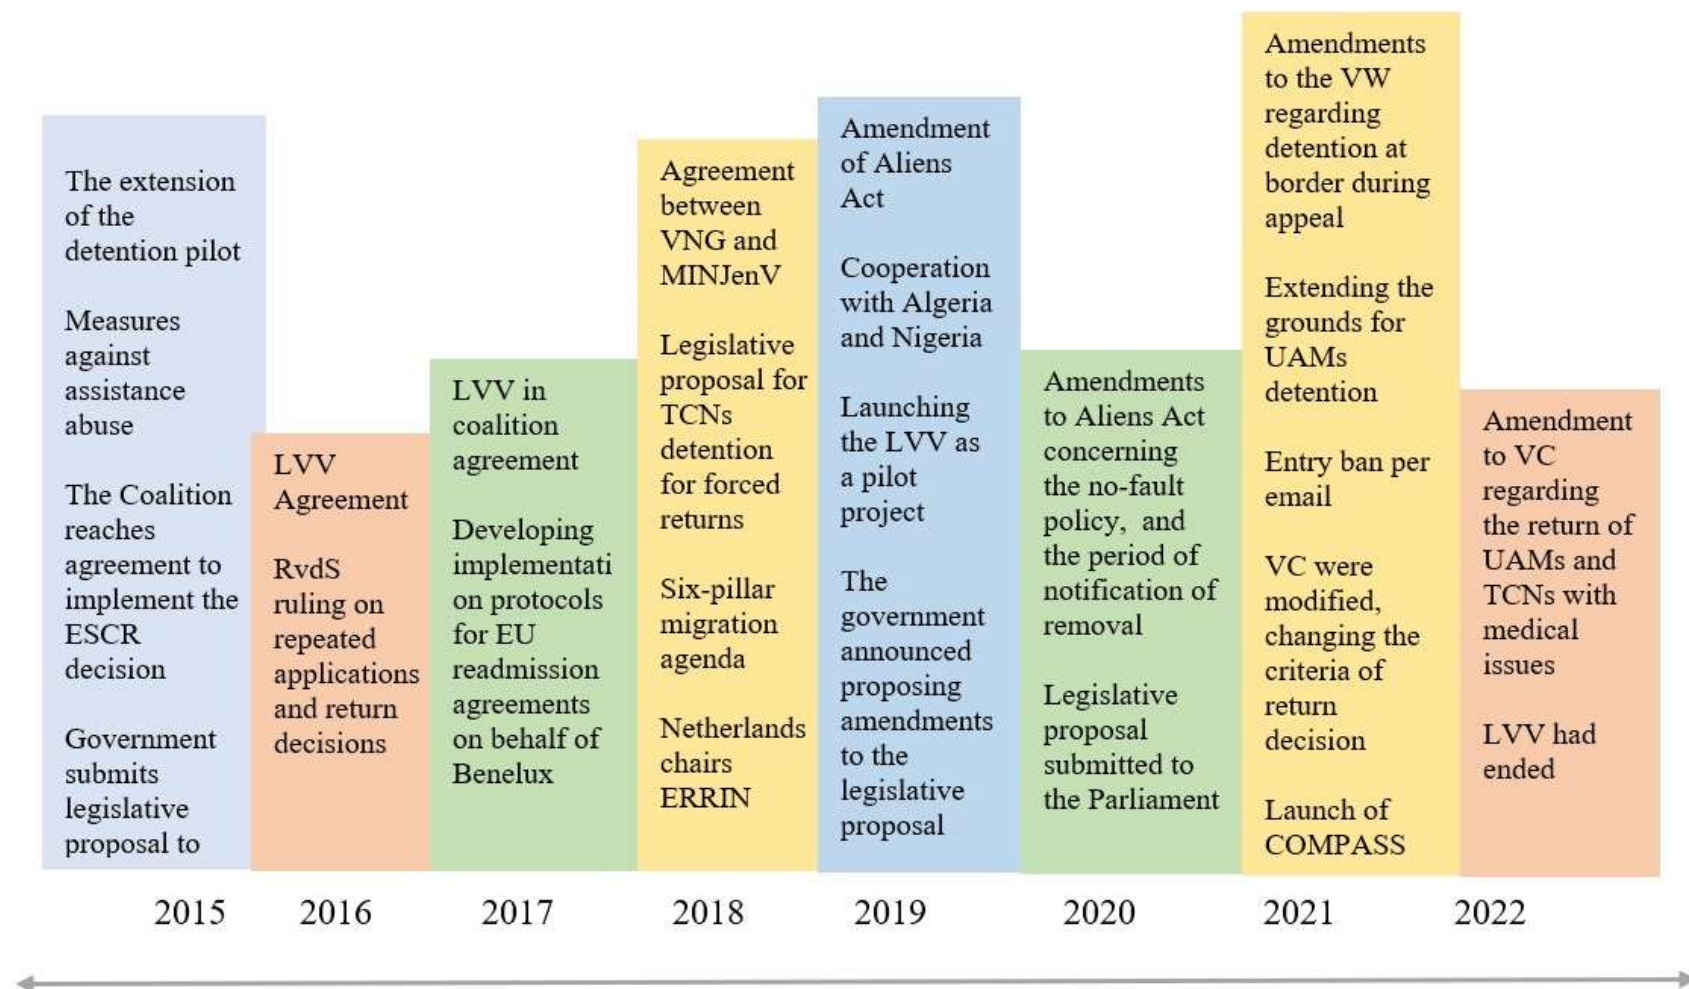 The extension
of the
detention pilot
Measures
against
assistance
abuse
The Coalition
reaches
agreement to
implement the
ESCR
decision
Government
submits
legislative
proposal to
LVV
Agreement
RvdS
ruling on
repeated
applications
and return
decisions
LVV in
coalition
agreement
Developing
implementati
on protocols
for EU
readmission
agreements
on behalf of
Benelux
Agreement
between
VNG and
MINJenV
Legislative
proposal for
TCNs
detention
for forced
returns
Six-pillar
migration
agenda
Netherlands
chairs
ERRIN
Amendment
of Aliens
Act
Cooperation
with Algeria
and Nigeria
Launching
the LVV as
a pilot
project
The
government
announced
proposing
amendments
to the
legislative
proposal
Amendments
to Aliens Act
concerning
the no-fault
policy, and
the period of
notification of
removal
Legislative
proposal
submitted to
the Parliament
Amendments
to the VW
regarding
detention at
border during
appeal
Extending the
grounds for
UAMs
detention
Entry ban per
email
VC were
modified,
changing the
criteria of
return
decision
Launch of
COMPASS
Amendment
to VC
regarding
the return of
UAMs and
TCNs with
medical
issues
LVV had
ended
2015 2016 2017 2018 2019 2020 2021 2022